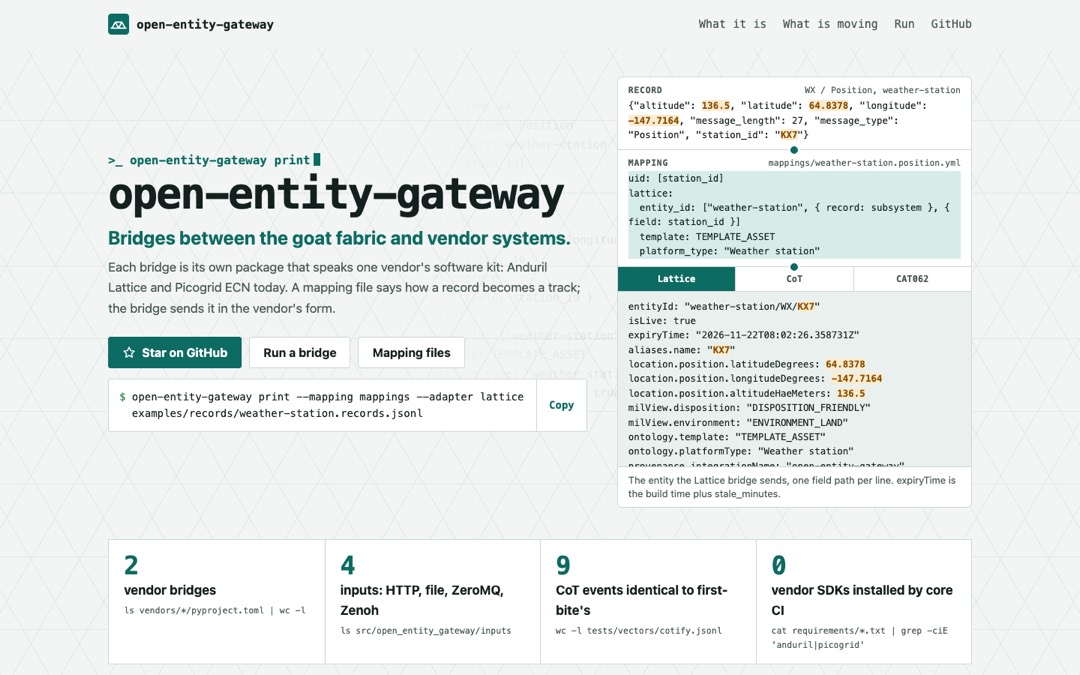 open-entity-gateway
What it is What is moving Run GitHub
>_ open-entity-gateway print
open-entity-gateway
Bridges between the goat fabric and vendor systems.
Each bridge is its own package that speaks one vendor's software kit: Anduril
Lattice and Picogrid ECN today. A mapping file says how a record becomes a track;
the bridge sends it in the vendor's form.
Star on GitHub
Run a bridge
Mapping files
$ open-entity-gateway print --mapping mappings --adapter lattice
examples/records/weather-station.records.jsonl
Copy
RECORD
WX / Position, weather-station
{"altitude": 136.5, "latitude": 64.8378, "longitude":
-147.7164, "message_length": 27, "message_type":
"Position", "station_id": "KX7"}
MAPPING
mappings/weather-station.position.yml
uid: [station_id]
lattice:
entity_id: ["weather-station", { record: subsystem }, {
field: station_id }]
template: TEMPLATE_ASSET
platform_type: "Weather station"
Lattice
CoT
CAT062
entityId: "weather-station/WX/KX7"
isLive: true
expiryTime: "2026-11-22T08:02:26.358731Z"
aliases.name: "KX7"
location.position.latitudeDegrees: 64.8378
location.position.longitudeDegrees: -147.7164
location.position.altitudeHaeMeters: 136.5
milView.disposition: "DISPOSITION_FRIENDLY"
milView.environment: "ENVIRONMENT_LAND"
ontology.template: "TEMPLATE_ASSET"
ontology.platformType: "Weather station"
provenance.integrationName: "open-entity-gateway"
The entity the Lattice bridge sends, one field path per line. expiryTime is
the build time plus stale_minutes.
2
vendor bridges
ls vendors/*/pyproject.toml | wc -l
4
inputs: HTTP, file, ZeroMQ,
Zenoh
ls src/open_entity_gateway/inputs
9
CoT events identical to first-
bite's
wc -l tests/vectors/cotify.jsonl
0
vendor SDKs installed by core
CI
cat requirements/*.txt | grep -ciE
'anduril|picogrid'